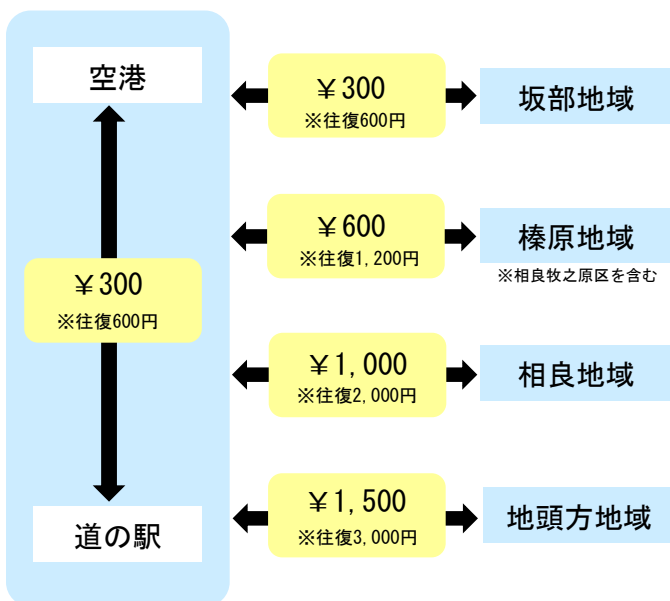 空港
¥300
※往復600円
道の駅
¥300
※往復600円
坂部地域
¥600
※往復1,200円
榛原地域
※相良牧之原区を含む
¥1,000
※往復2,000円
相良地域
¥1,500
※往復3,000円
地頭方地域